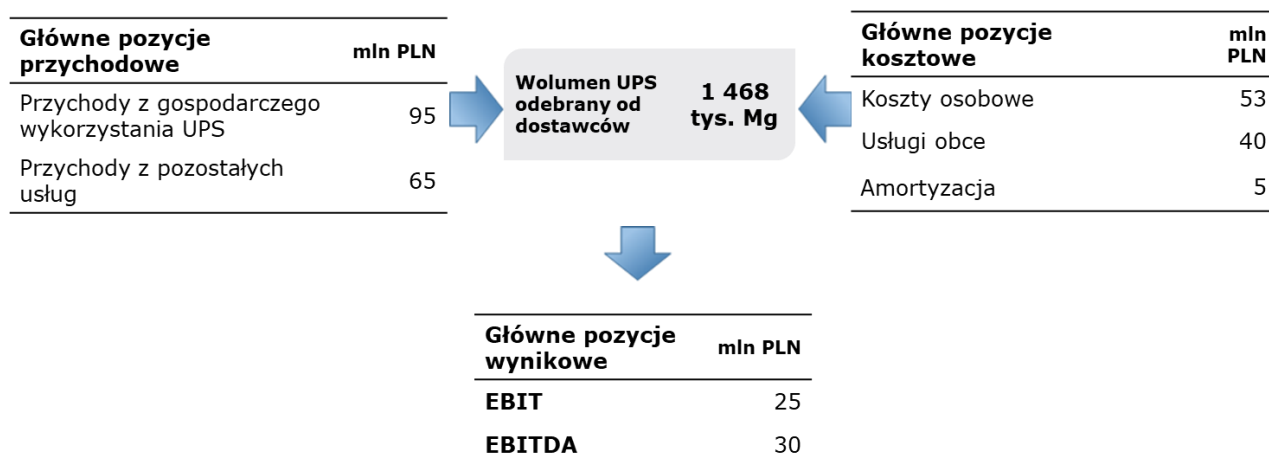 Główne pozycje
przychodowe
mln PLN
Przychody z gospodarczego
wykorzystania UPS
95
Przychody z pozostałych
usług
65
Wolumen UPS
odebrany od
dostawców
1 468
tys. Mg
Główne pozycje
kosztowe
mln
PLN
Koszty osobowe 53
Usługi obce 40
Amortyzacja 5
Główne pozycje
wynikowe
mln PLN
EBIT 25
EBITDA 30